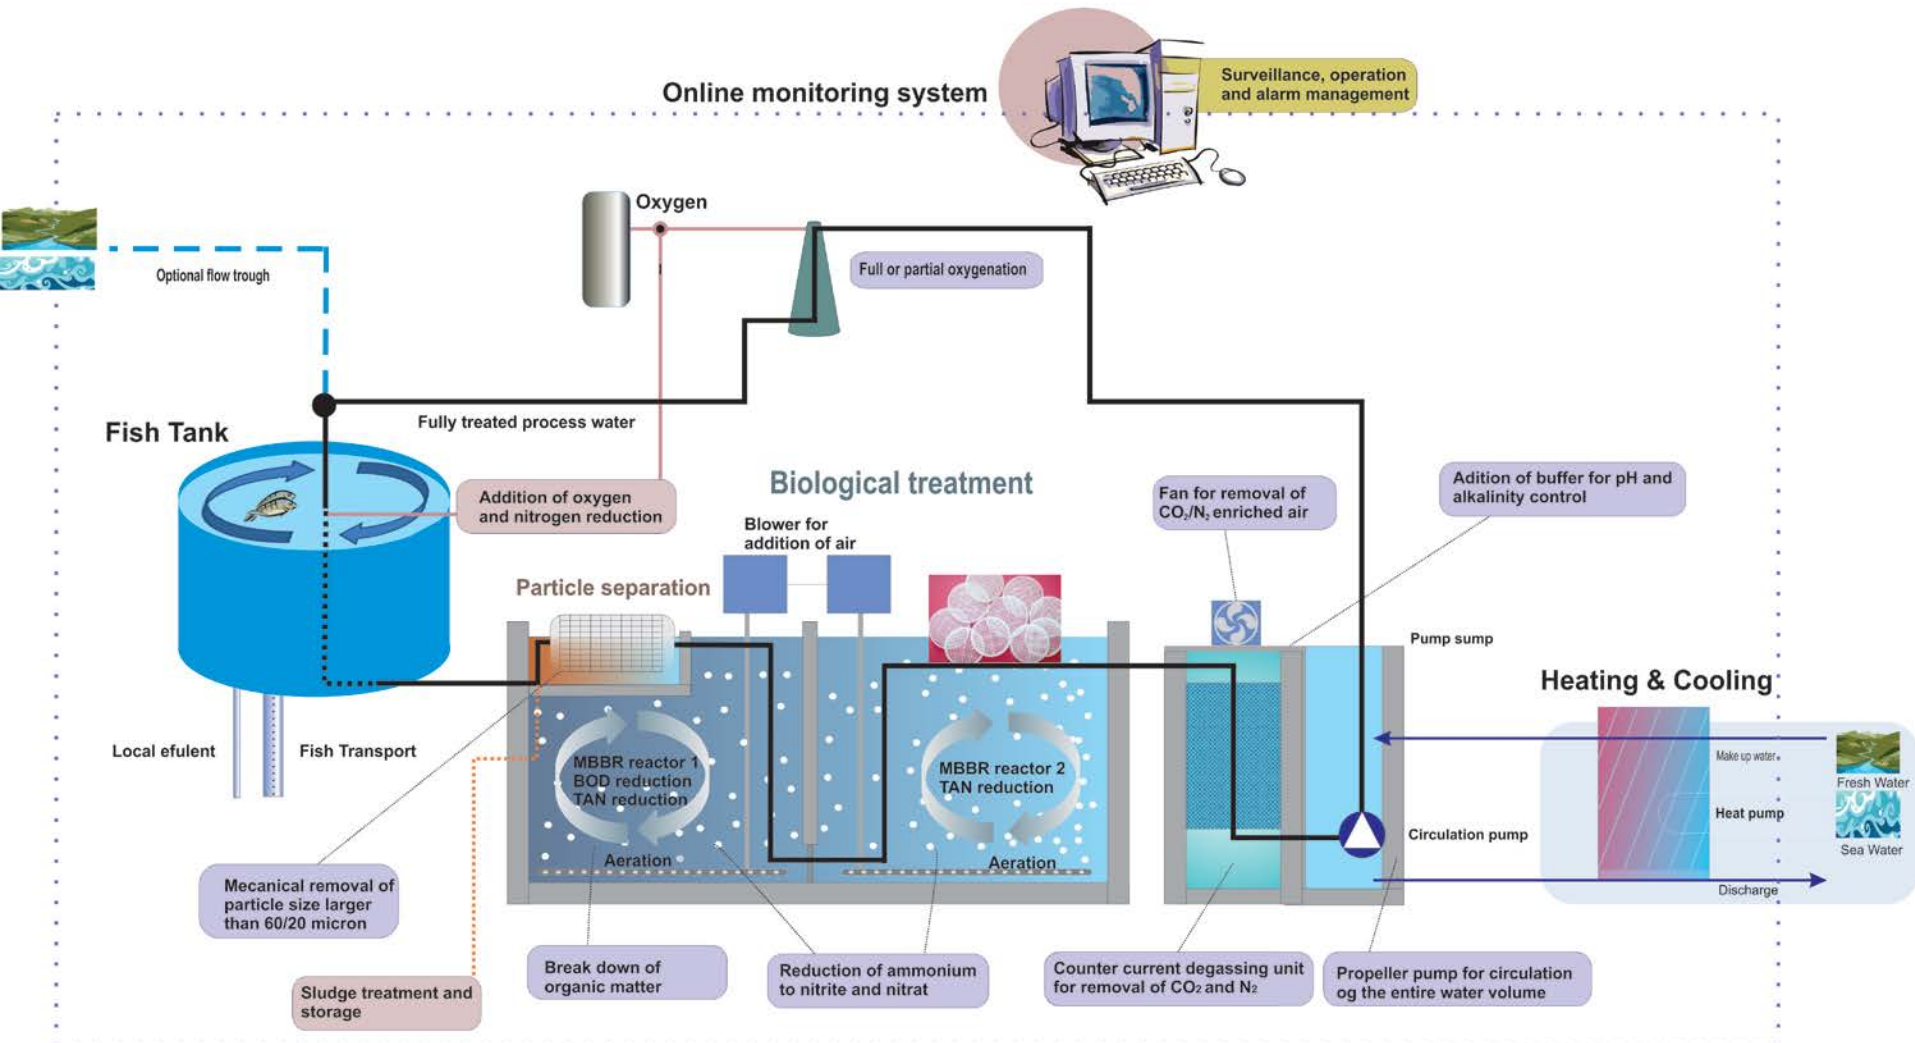 Online monitoring system
Surveillance, operation
and alarm management
Oxygen
Optional flow trough
Full or partial oxygenation
Fully treated process water
Fish Tank
Addition of oxygen
and nitrogen reduction
Biological treatment
Blower for
addition of air
Fan for removal of
CO₂/N₂ enriched air
Adition of buffer for pH and
alkalinity control
Particle separation
Pump sump
Heating & Cooling
Local efulent
Fish Transport
MBBR reactor 1
BOD reduction
TAN reduction
MBBR reactor 2
TAN reduction
Make up water
Fresh Water
Heat pump
Circulation pump
Sea Water
Aeration
Aeration
Discharge
Mecanical removal of
particle size larger
than 60/20 micron
Break down of
organic matter
Reduction of ammonium
to nitrite and nitrat
Counter current degassing unit
for removal of CO₂ and N₂
Propeller pump for circulation
og the entire water volume
Sludge treatment and
storage